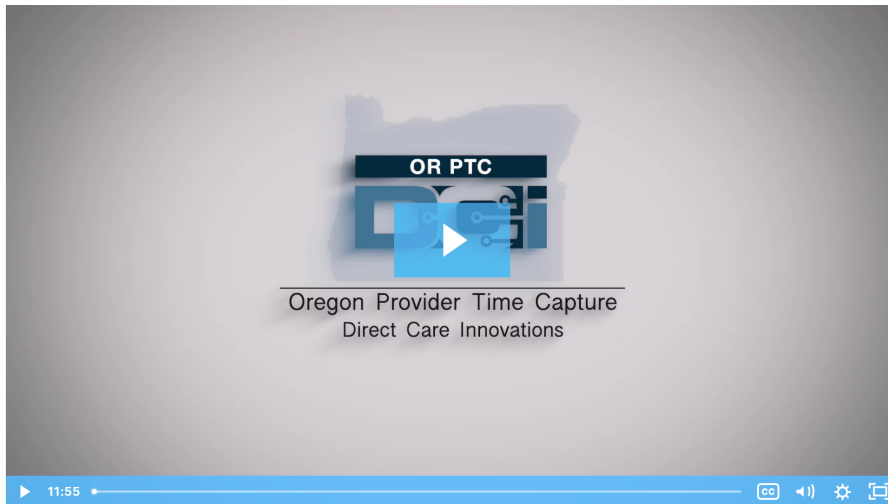 OR PTC
DCi
Oregon Provider Time Capture
Direct Care Innovations
11:55
CC